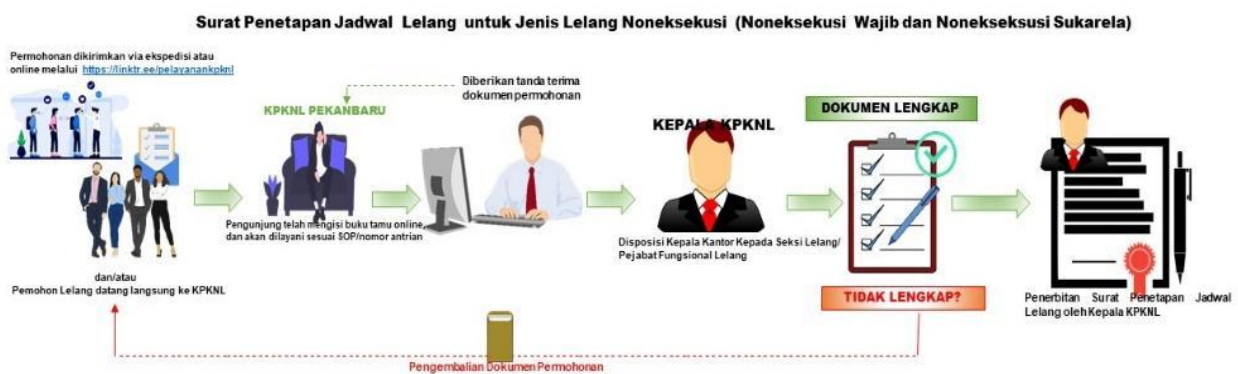 Surat Penetapan Jadwal Lelang untuk Jenis Lelang Noneksekusi (Noneksekusi Wajib dan Nonekseksusi Sukarela)
Permohonan dikirimkan via ekspedisi atau
online melalui https://linktr.ee/pelayanankpknl
dan/atau
Pemohon Lelang datang langsung ke KPKNL
KPKNL PEKANBARU
Pengunjung telah mengisi buku tamu online,
dan akan dilayani sesuai SOP/nomor antrian
Diberikan tanda terima
dokumen permohonan
KEPALA KPKNL
Disposisi Kepala Kantor Kepada Seksi Lelang/
Pejabat Fungsional Lelang
DOKUMEN LENGKAP
TIDAK LENGKAP?
Penerbitan Surat Penetapan Jadwal
Lelang oleh Kepala KPKNL
Pengembalian Dokumen Permohonan